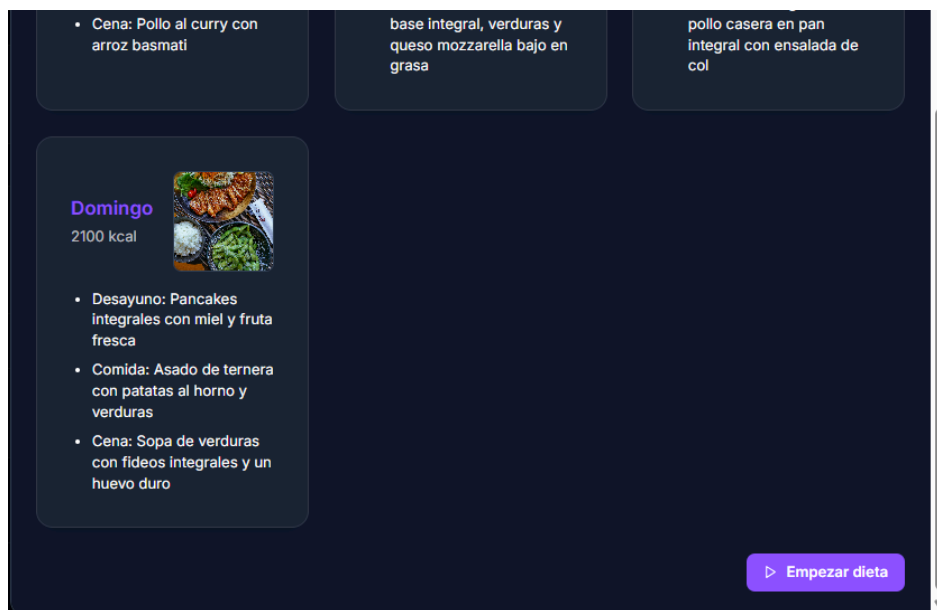 • Cena: Pollo al curry con
arroz basmati
base integral, verduras y
queso mozzarella bajo en
grasa
pollo casera en pan
integral con ensalada de
col
Domingo
2100 kcal
• Desayuno: Pancakes
integrales con miel y fruta
fresca
• Comida: Asado de ternera
con patatas al horno y
verduras
• Cena: Sopa de verduras
con fideos integrales y un
huevo duro
Empezar dieta